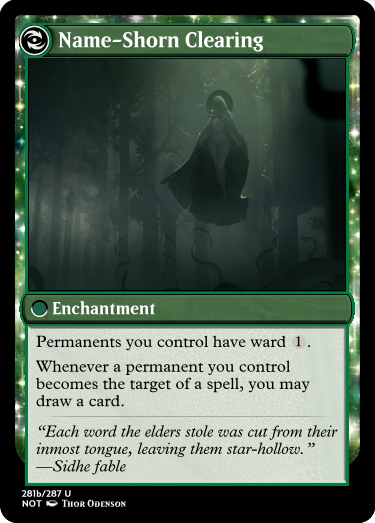 Name-Shorn Clearing
Enchantment
Permanents you control have ward 1.
Whenever a permanent you control
becomes the target of a spell, you may
draw a card.
“Each word the elders stole was cut from their
inmost tongue, leaving them star-hollow.”
—Sidhe fable
281b/287 U
NOT Thor Odenson